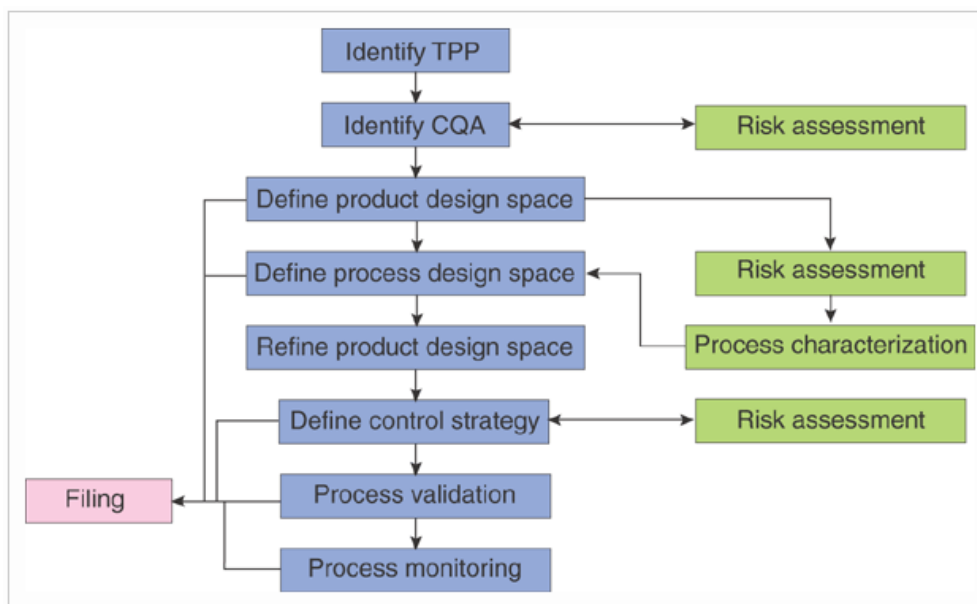 Identify TPP
Identify CQA
Risk assessment
Define product design space
Define process design space
Risk assessment
Refine product design space
Process characterization
Define control strategy
Risk assessment
Filing
Process validation
Process monitoring